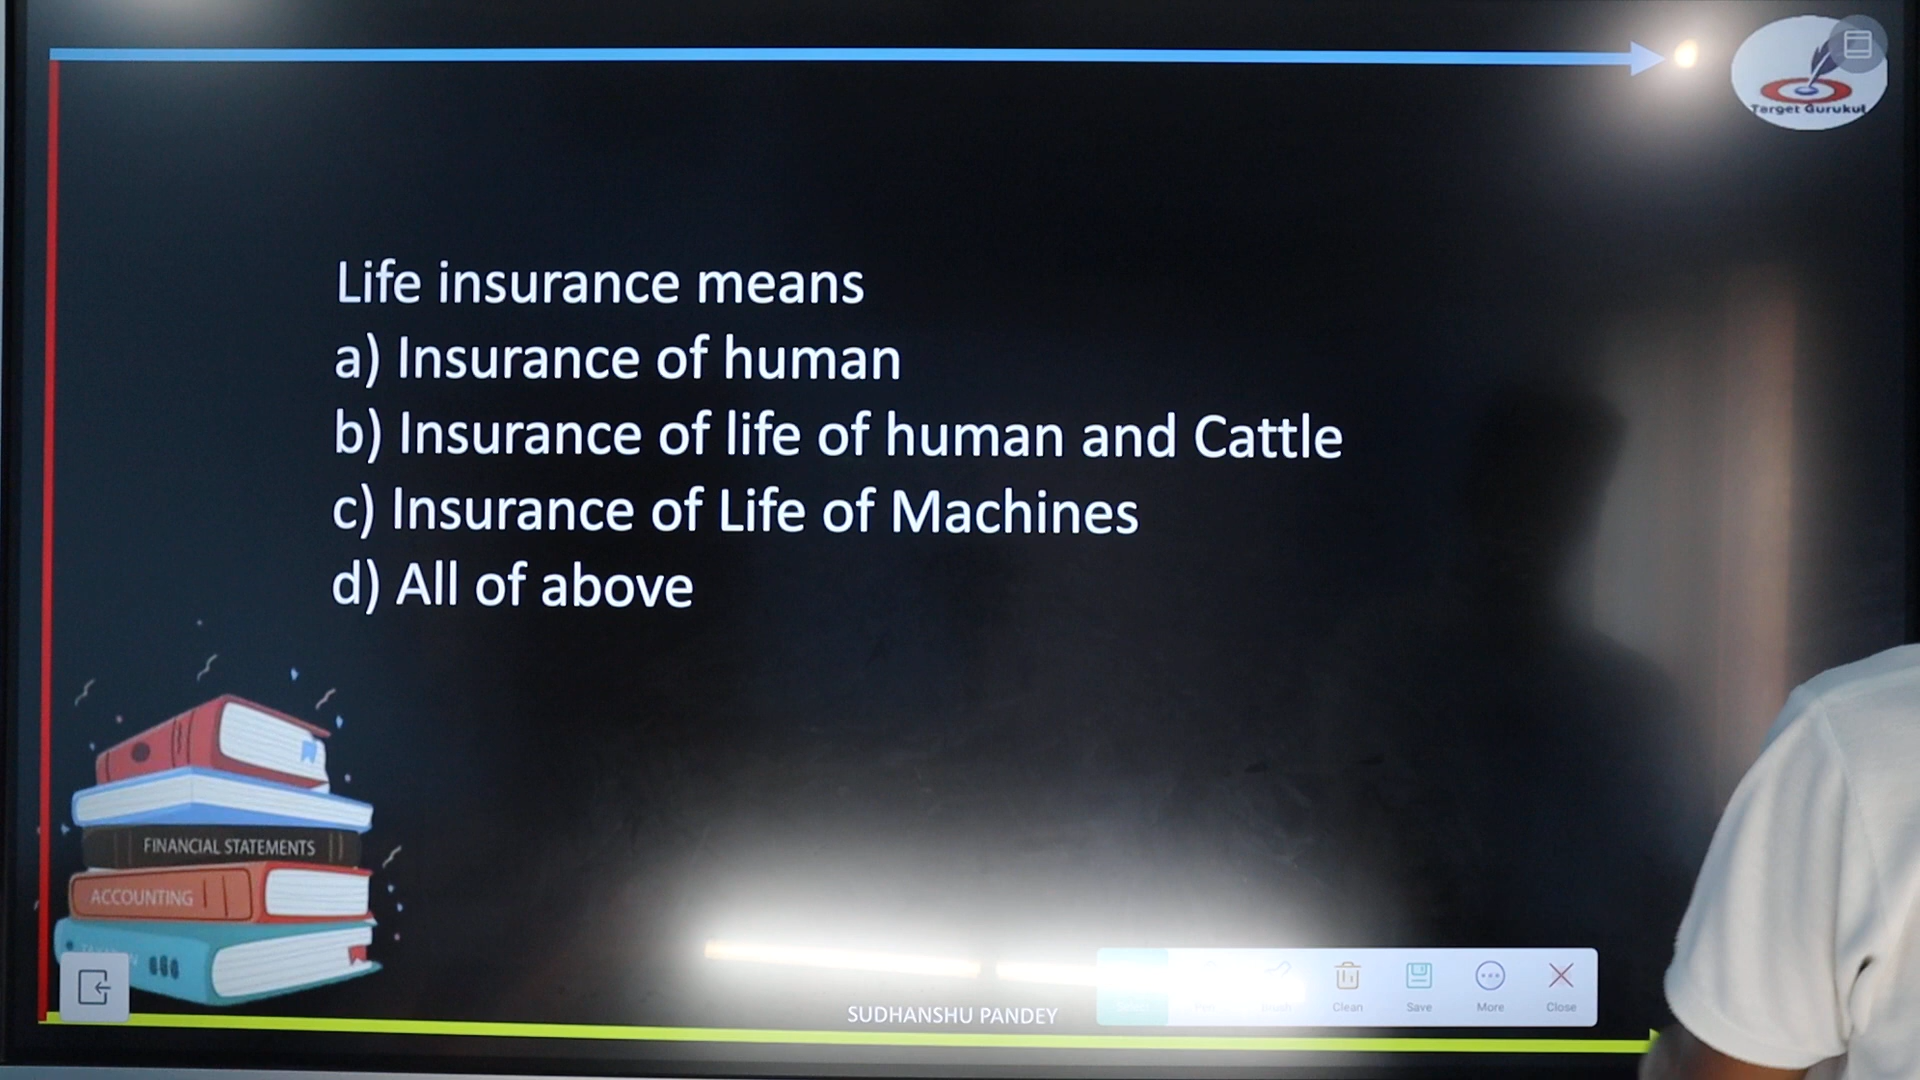 Target Gurukul
Life insurance means
a) Insurance of human
b) Insurance of life of human and Cattle
c) Insurance of Life of Machines
d) All of above
FINANCIAL STATEMENTS
ACCOUNTING
SUDHANSHU PANDEY
Clean Save More Close